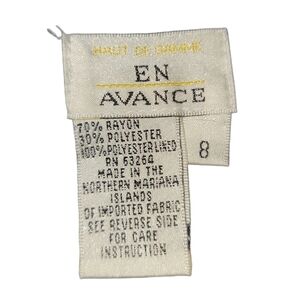 HAUT DE GAMME
EN
AVANCE
70% RAYON
30% POLYESTER
100% POLYESTER LINED
RN 63264
MADE IN THE
NORTHERN MARIANA
ISLANDS
OF IMPORTED FABRIC
SEE REVERSE SIDE
FOR CARE
INSTRUCTION
8